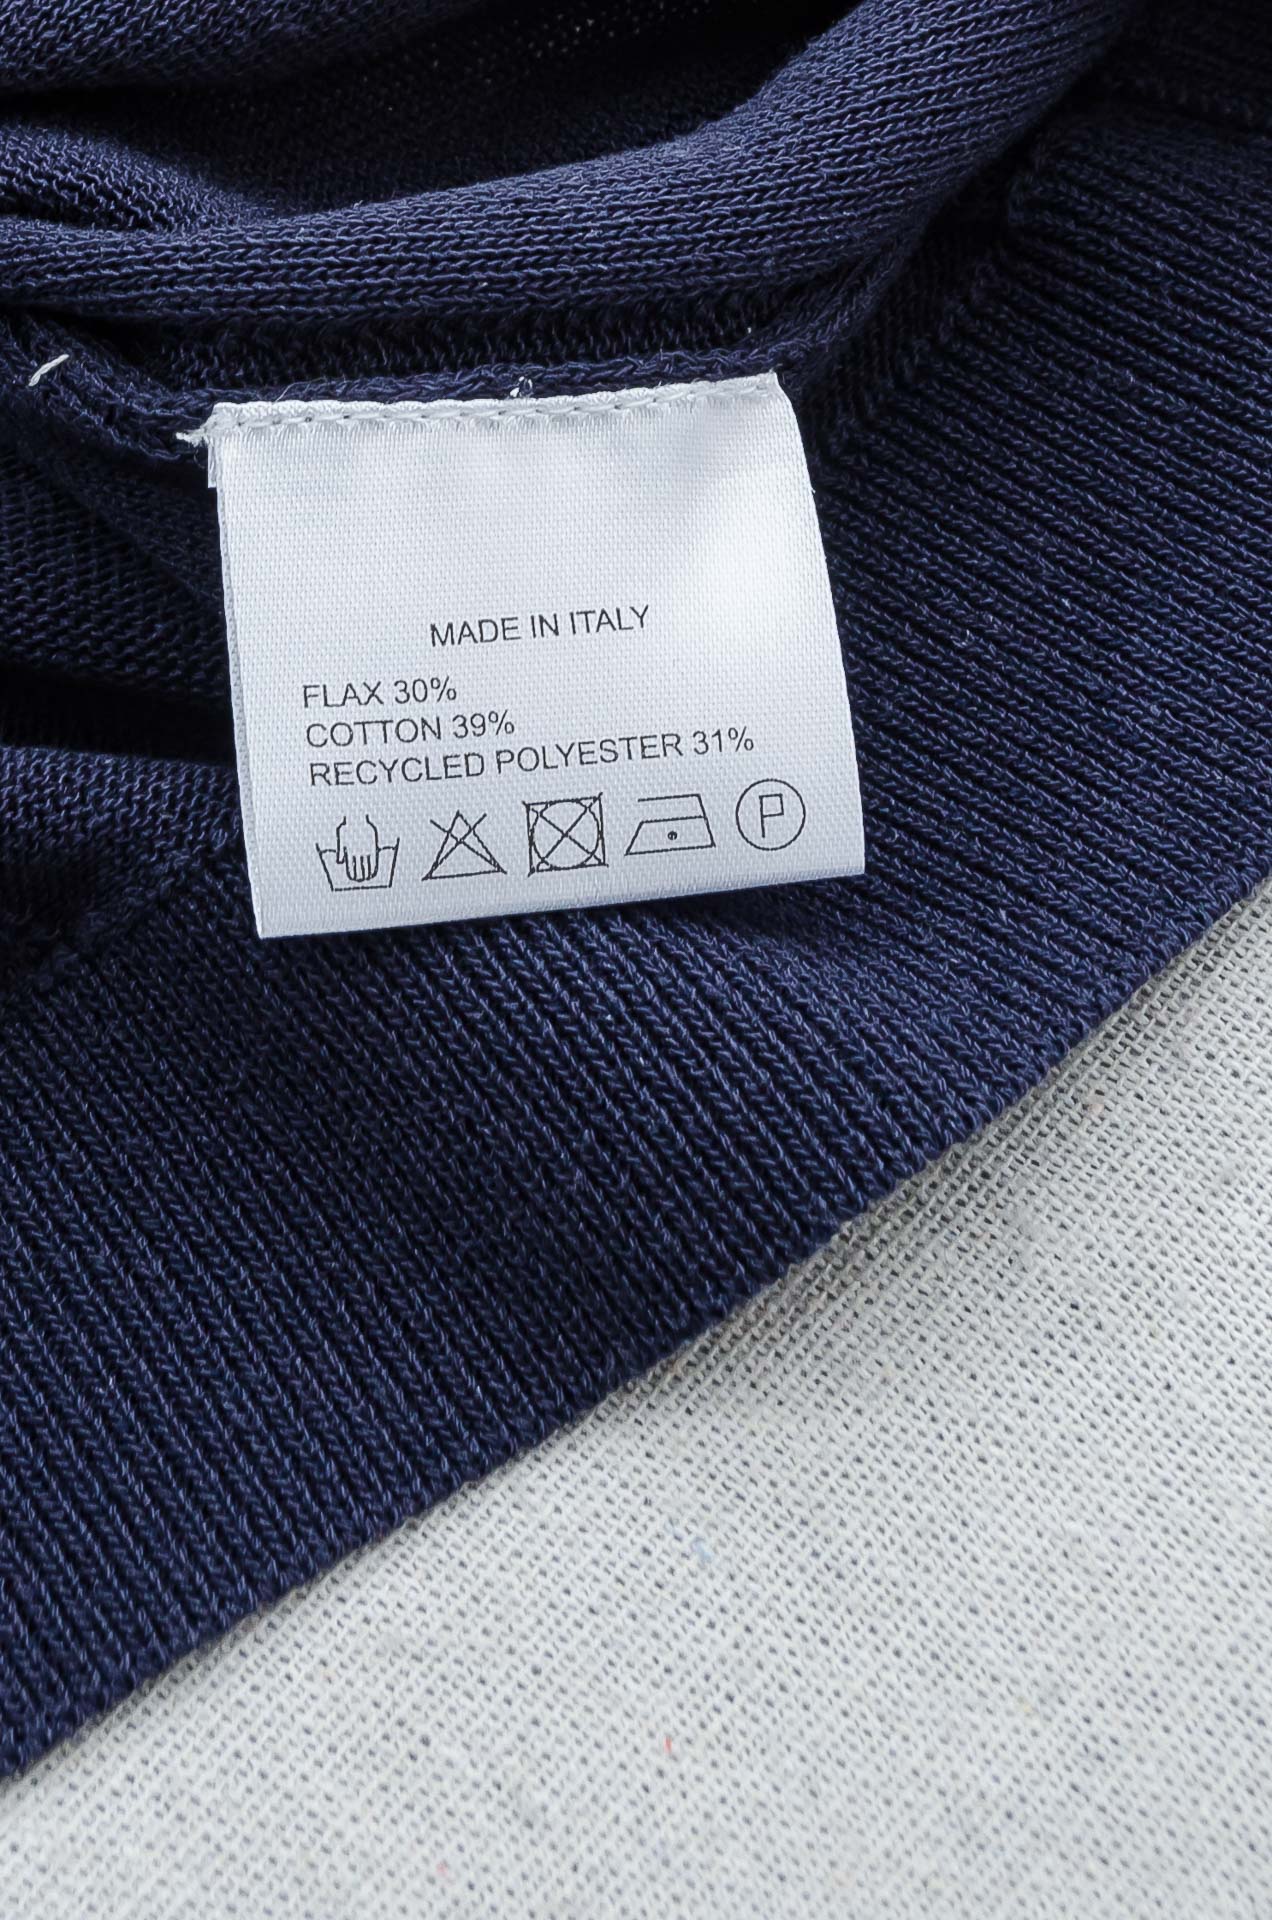 MADE IN ITALY
FLAX 30%
COTTON 39%
RECYCLED POLYESTER 31%
P